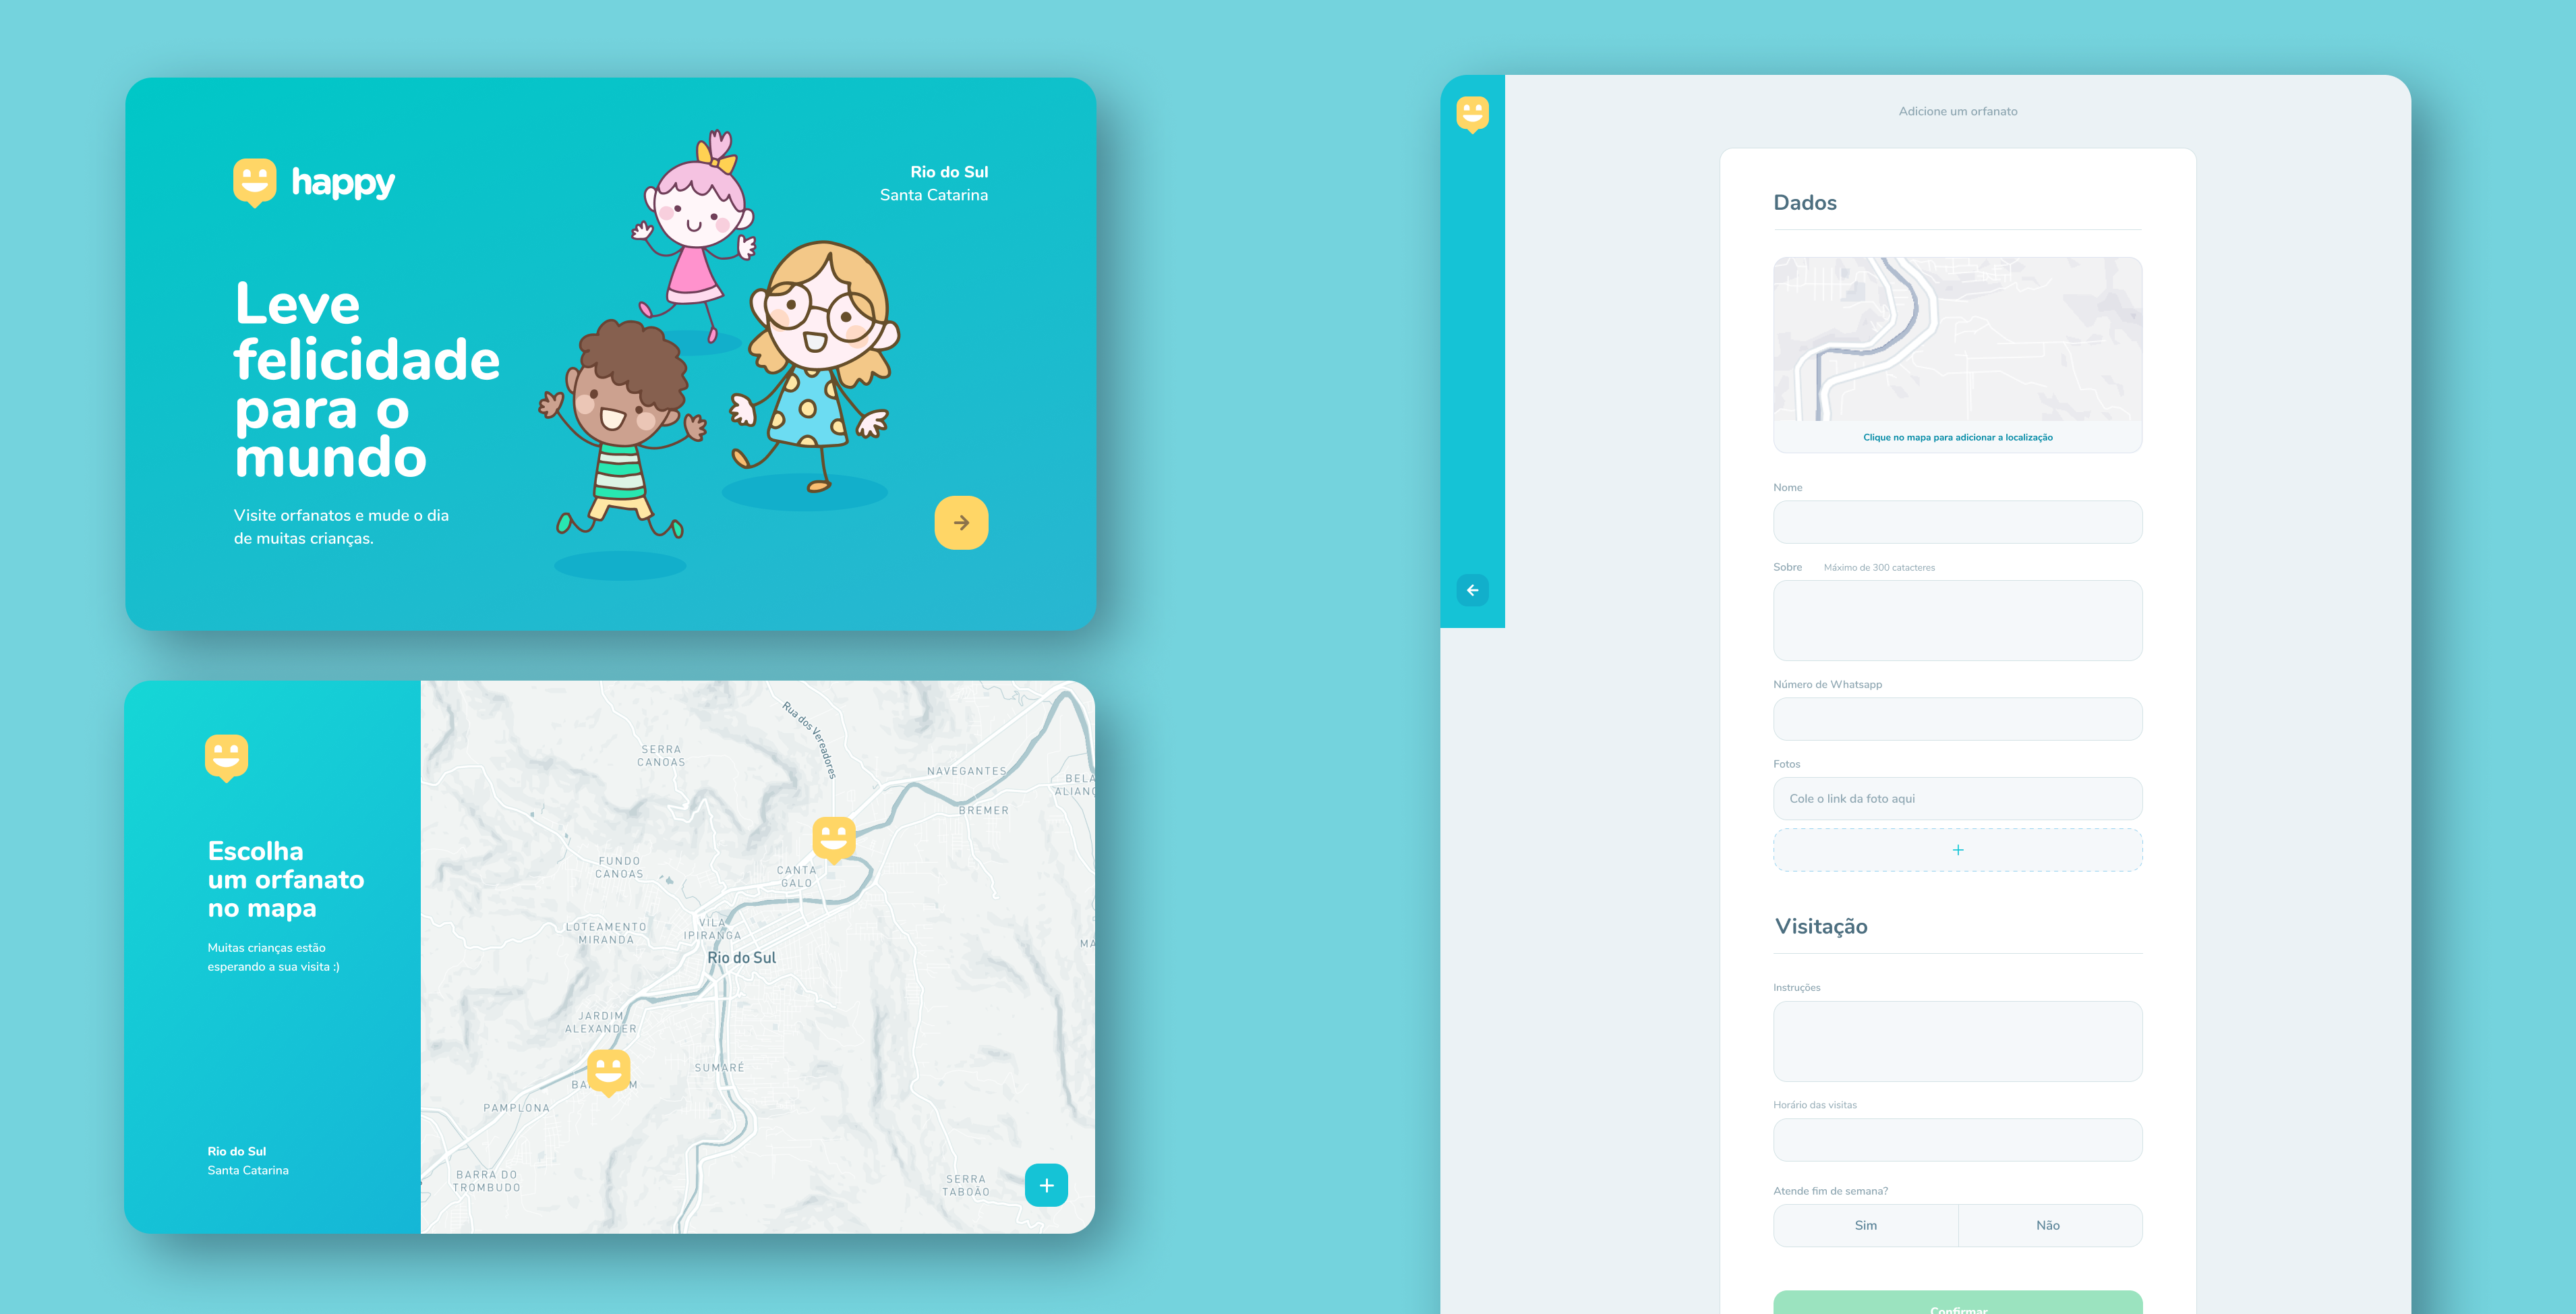 happy
Rio do Sul
Santa Catarina
Leve
felicidade
para o
mundo
Visite orfanatos e mude o dia
de muitas crianças.
Escolha
um orfanato
no mapa
Muitas crianças estão
esperando a sua visita :)
Rio do Sul
Santa Catarina
Rua dos Vereadores
SERRA
CANOAS
NAVEGANTES
BELA
ALIANÇ
BREMER
FUNDO
CANOAS
CANTA
GALO
LOTEAMENTO
MIRANDA
VILA
IPIRANGA
MA
Rio do Sul
JARDIM
ALEXANDER
SUMARÉ
PAMPLONA
BARRA DO
TROMBUDO
SERRA
TABOÃO
Adicione um orfanato
Dados
Clique no mapa para adicionar a localização
Nome
Sobre Máximo de 300 catacteres
Número de Whatsapp
Fotos
Cole o link da foto aqui
Visitação
Instruções
Horário das visitas
Atende fim de semana?
Sim Não
Confirmar